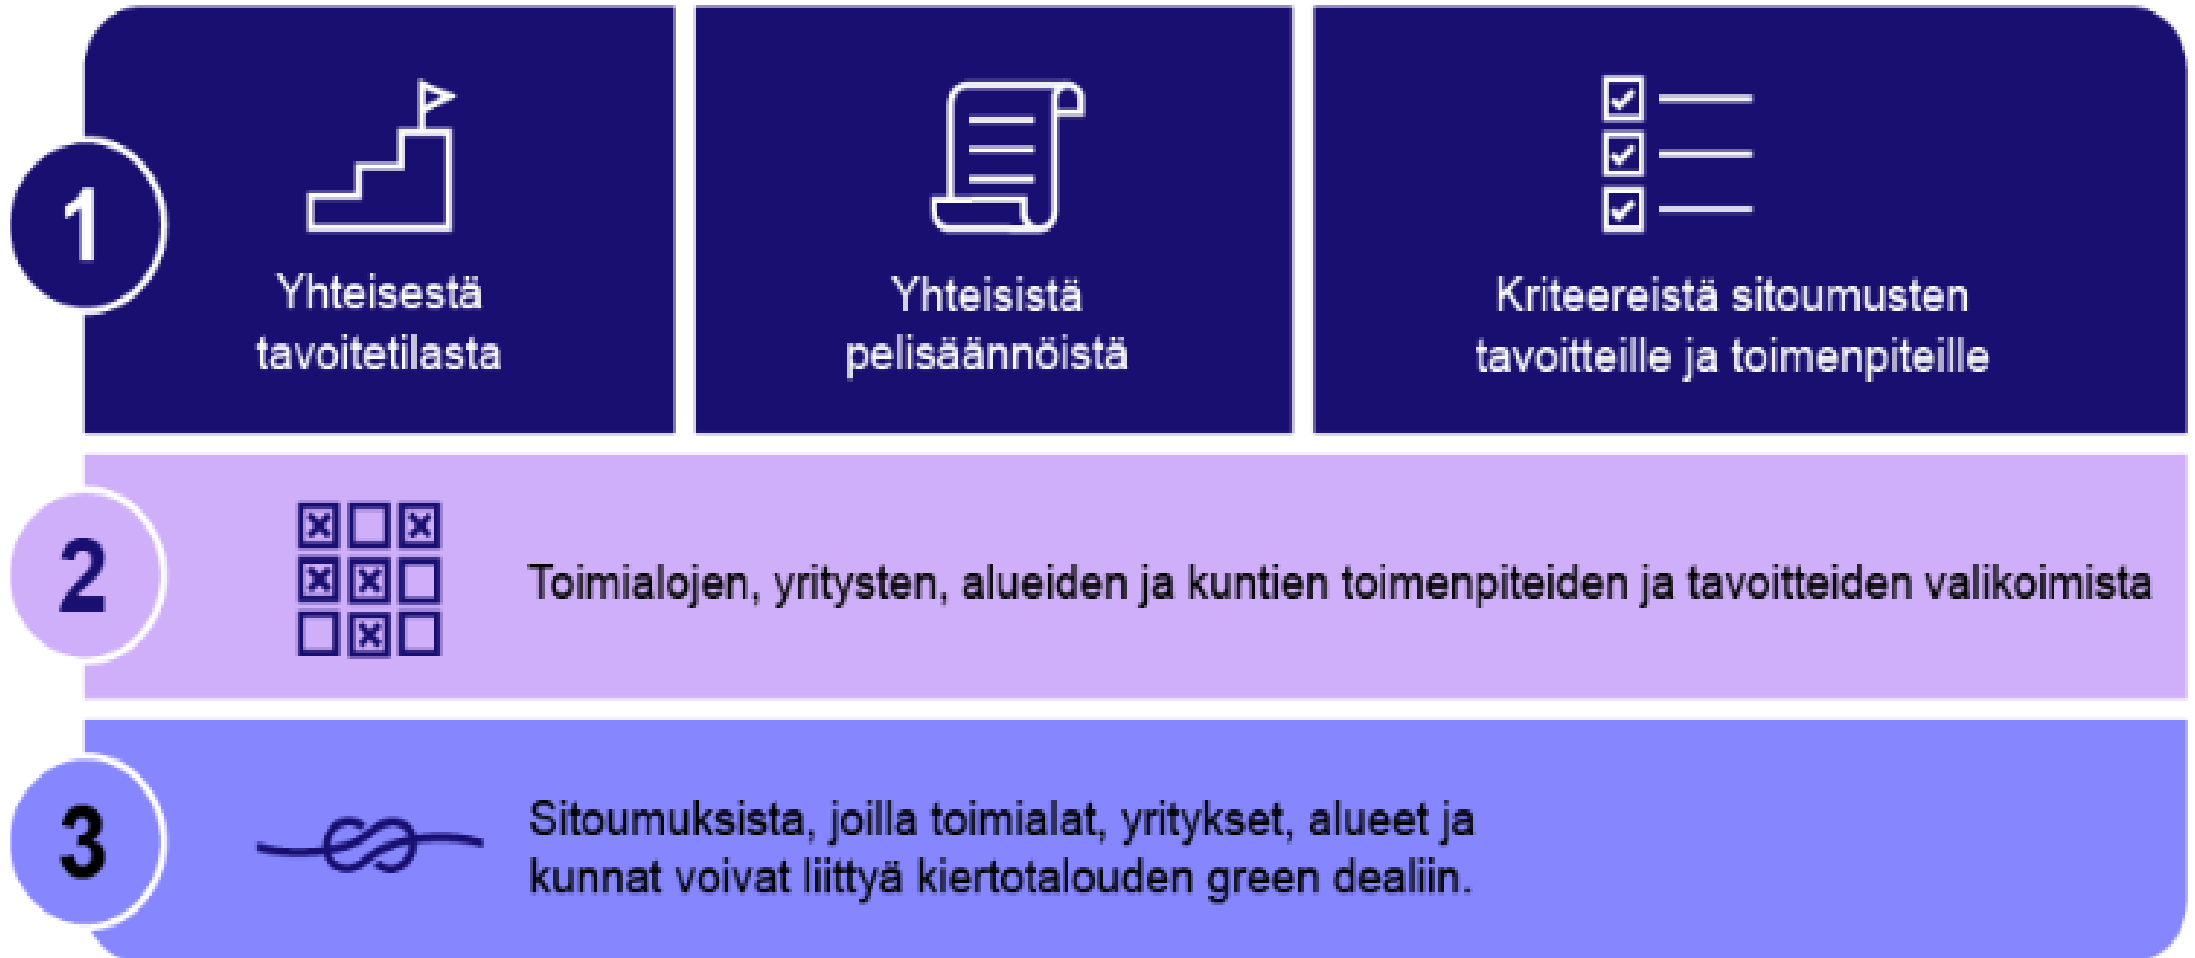 1
Yhteisestä
tavoitetilasta
Yhteisistä
pelisäännöistä
Kriteereistä sitoumusten
tavoitteille ja toimenpiteille
2
Toimialojen, yritysten, alueiden ja kuntien toimenpiteiden ja tavoitteiden valikoimista
3
Sitoumuksista, joilla toimialat, yritykset, alueet ja
kunnat voivat liittyä kiertotalouden green dealiin.